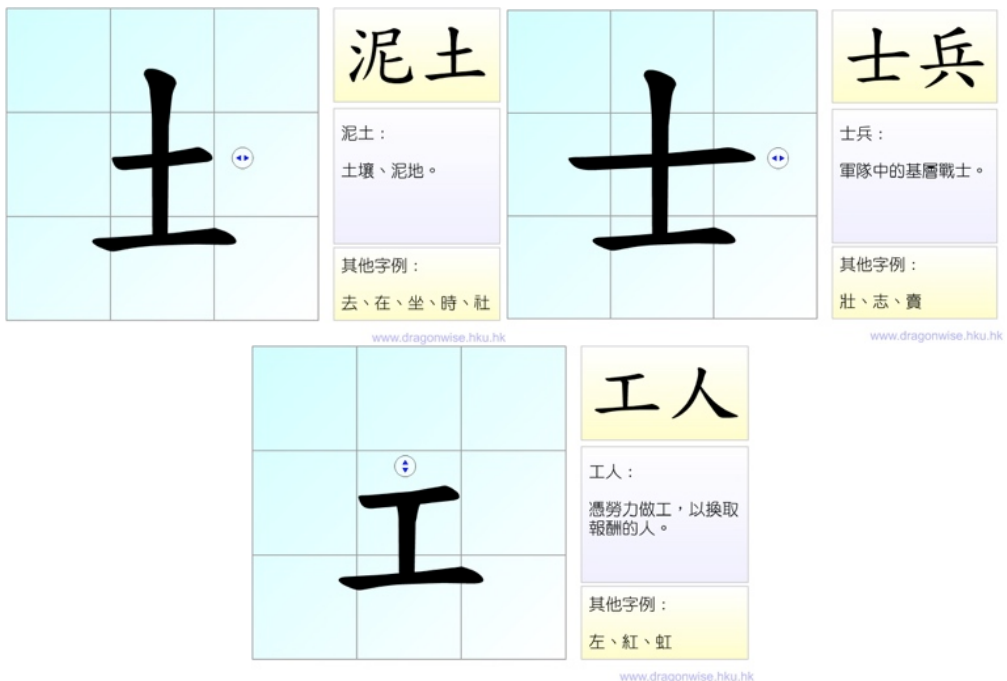 土
泥土
泥土：
土壤、泥地。
其他字例：
去、在、坐、時、社
www.dragonwise.hku.hk
士
士兵
士兵：
軍隊中的基層戰士。
其他字例：
壯、志、賣
www.dragonwise.hku.hk
工
工人
工人：
憑勞力做工，以換取
報酬的人。
其他字例：
左、紅、虹
www.dragonwise.hku.hk